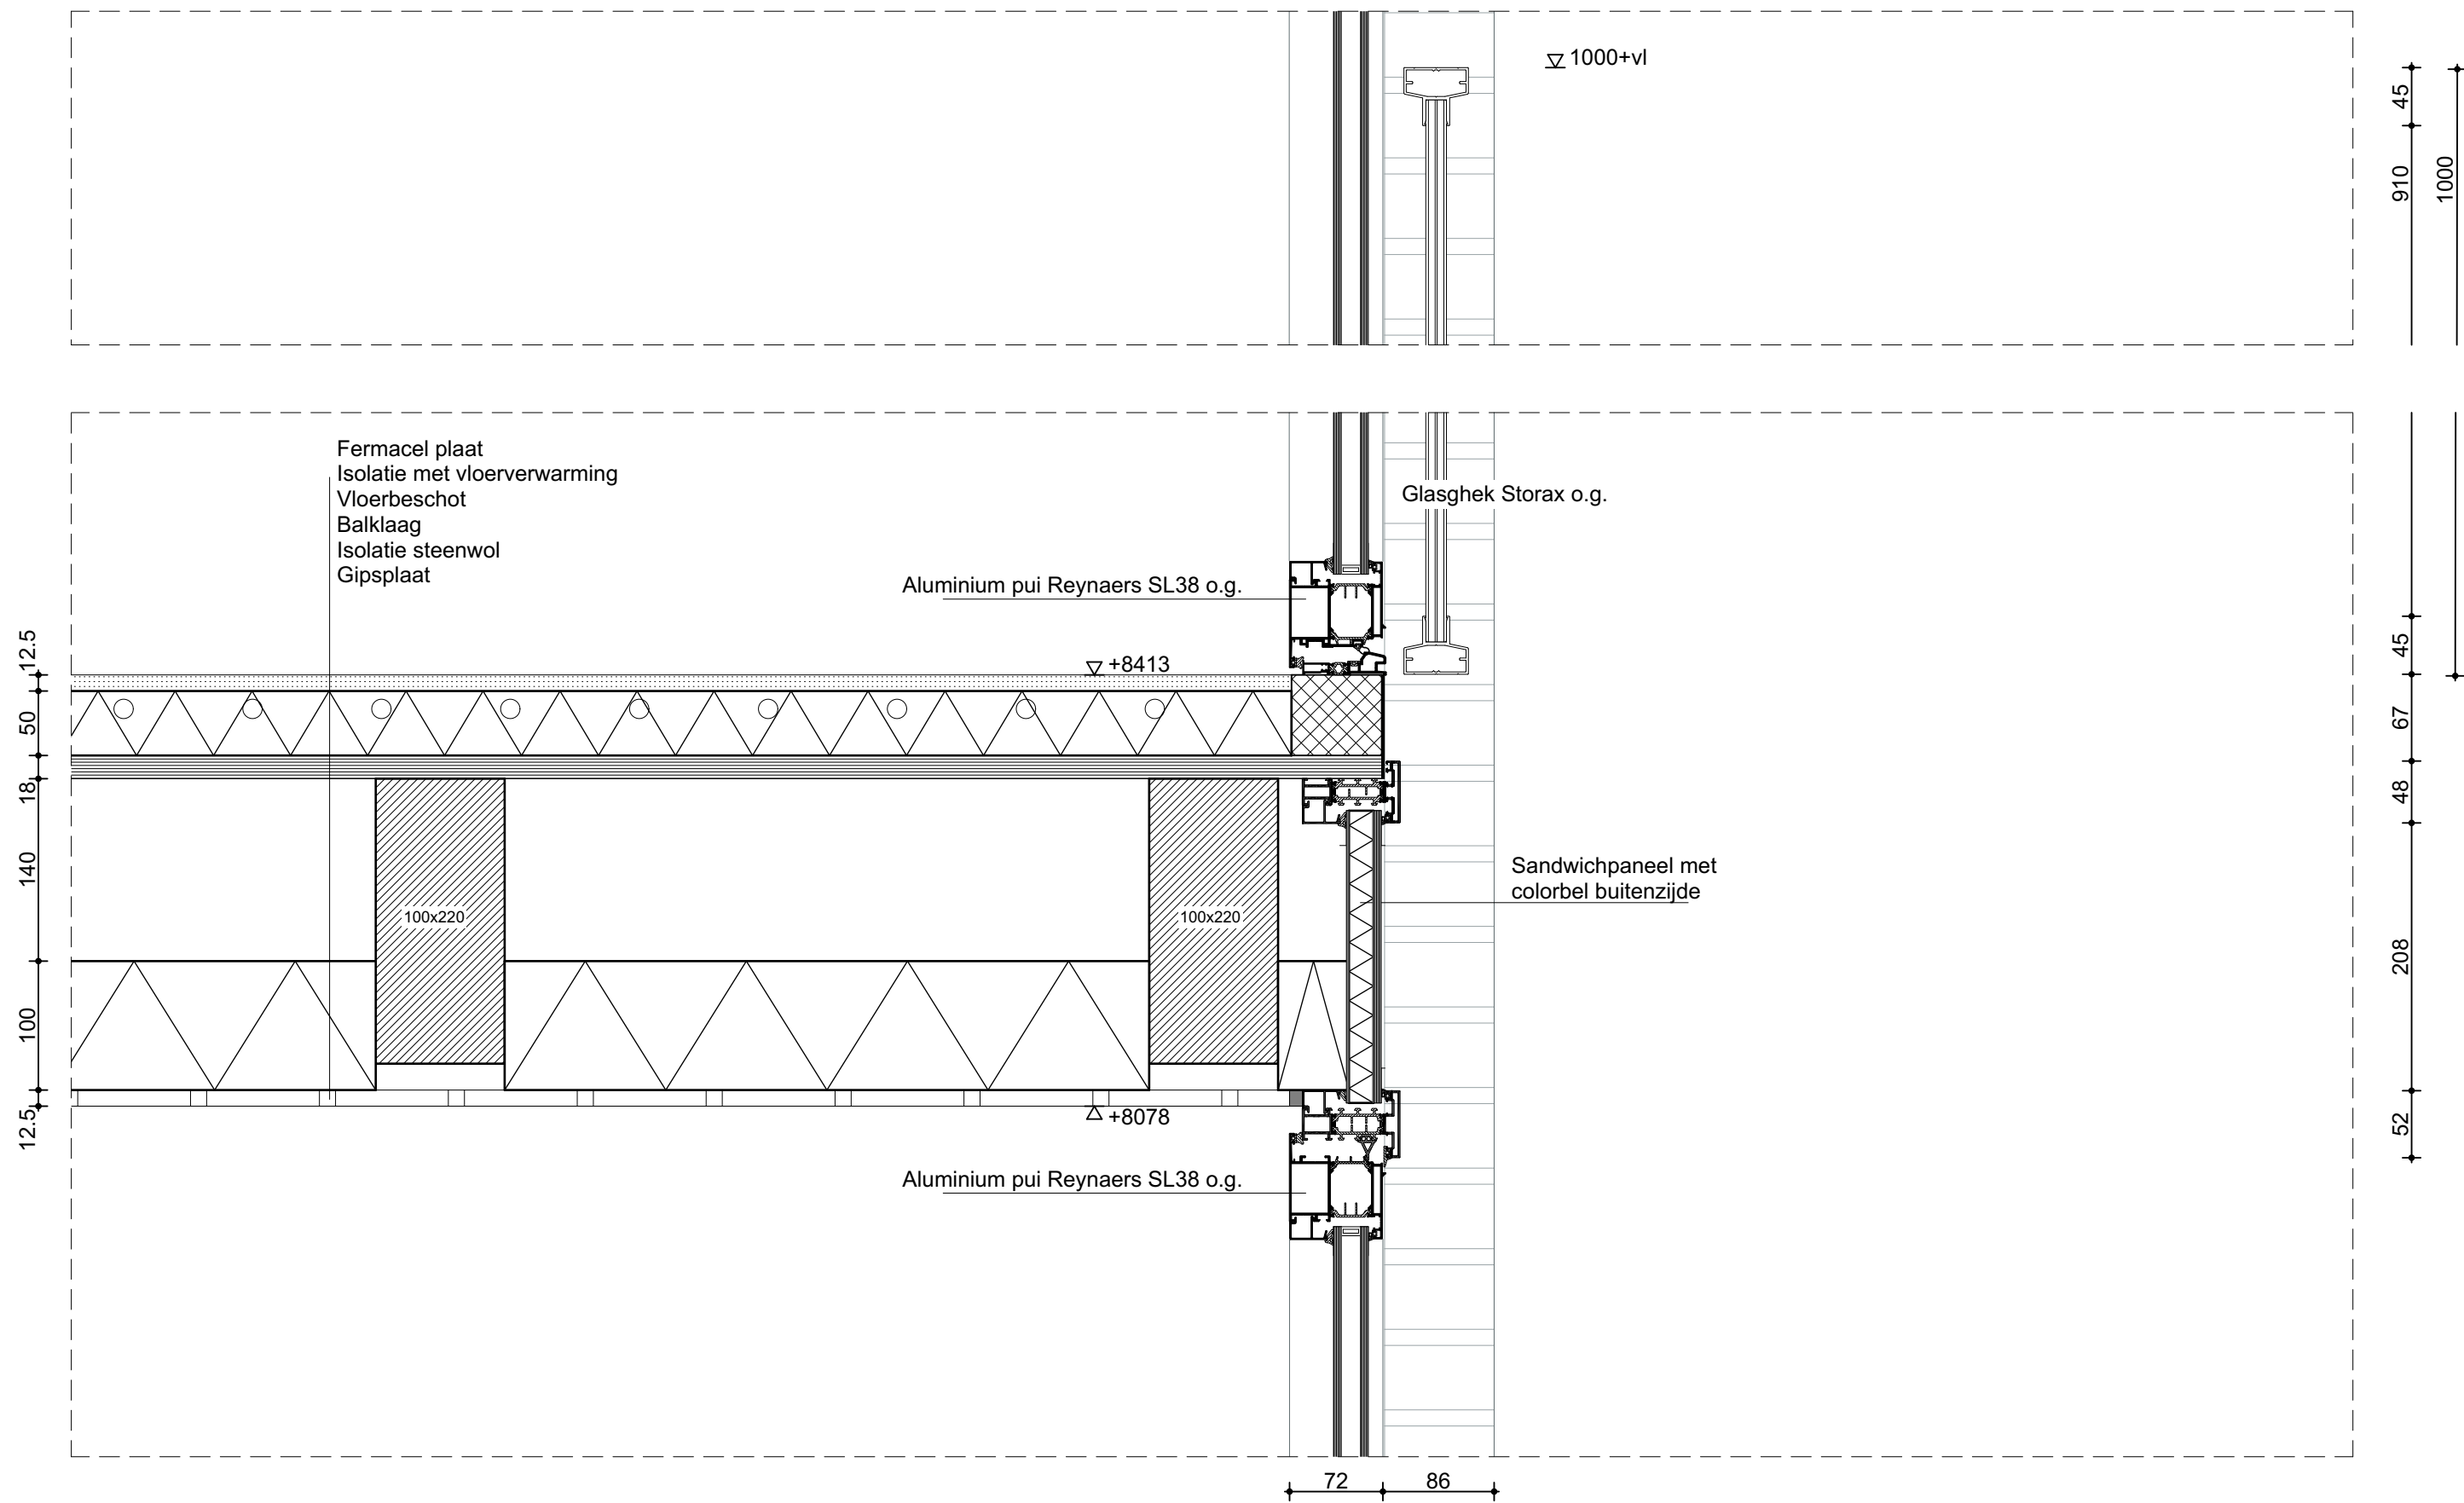 1000+vl
45
910
1000
Fermacel plaat
Isolatie met vloerverwarming
Vloerbeschot
Balklaag
Isolatie steenwol
Gipsplaat
Glasghek Storax o.g.
Aluminium pui Reynaers SL38 o.g.
+8413
12.5
50
18
140
100
12.5
45
67
48
208
52
100x220
100x220
Sandwichpaneel met
colorbel buitenzijde
+8078
Aluminium pui Reynaers SL38 o.g.
72
86